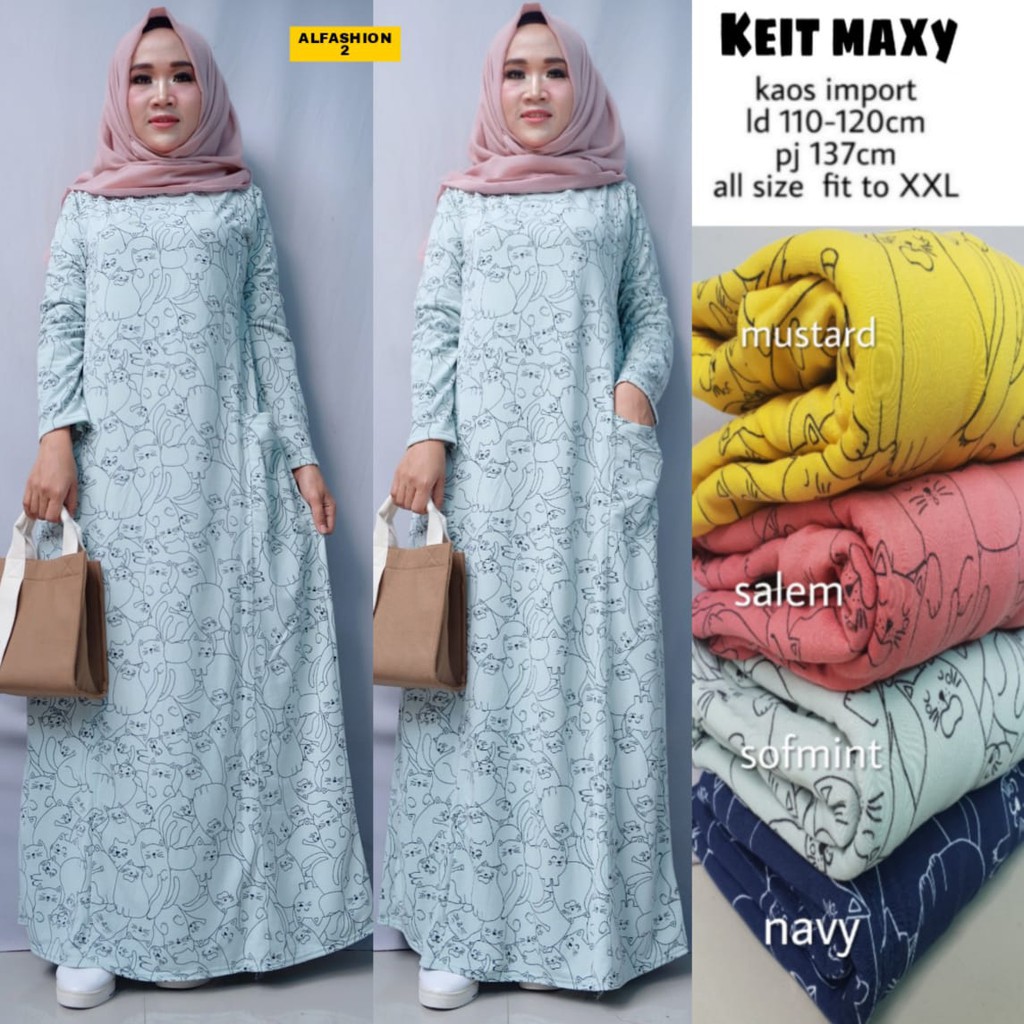 ALFASHION
2
KEIT MAXY
kaos import
ld 110-120cm
pj 137cm
all size fit to XXL
mustard
salem
sofmint
navy